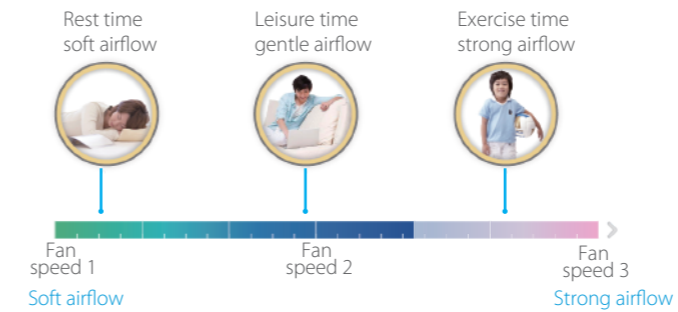 Rest time
soft airflow
Leisure time
gentle airflow
Exercise time
strong airflow
Fan
speed 1
Fan
speed 2
Fan
speed 3
Soft airflow
Strong airflow